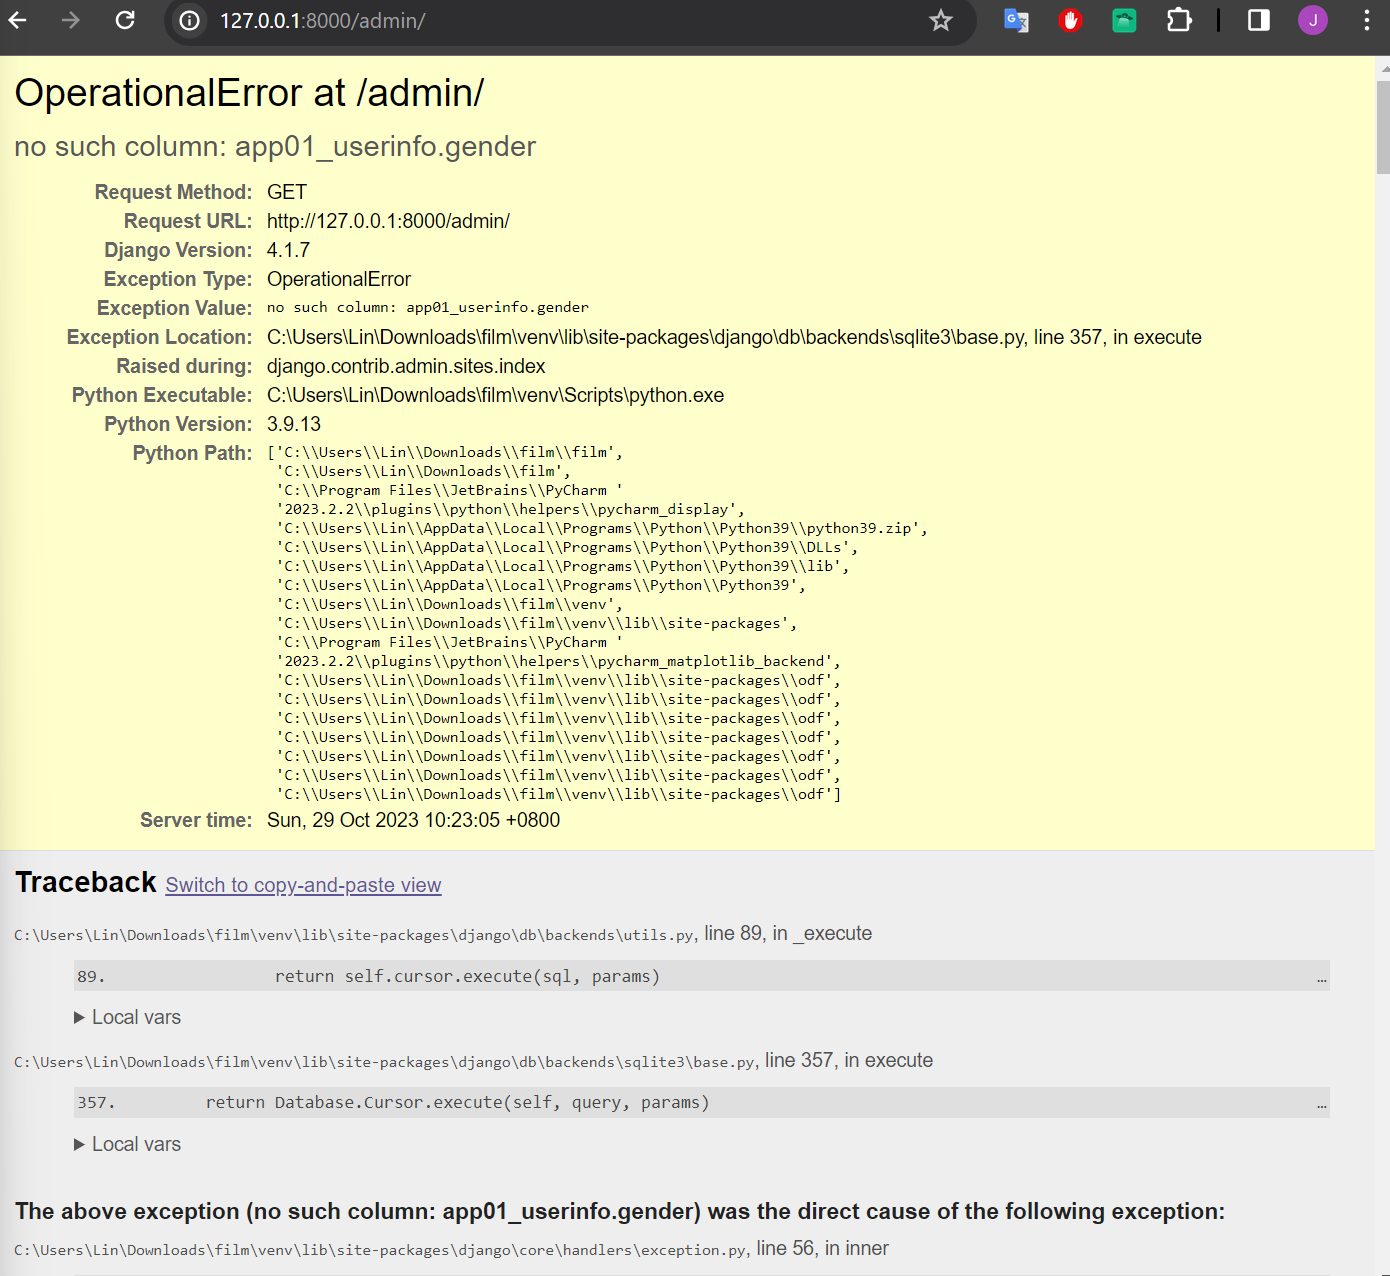 127.0.0.1:8000/admin/
J
OperationalError at /admin/
no such column: app01_userinfo.gender
Request Method: GET
Request URL: http://127.0.0.1:8000/admin/
Django Version: 4.1.7
Exception Type: OperationalError
Exception Value: no such column: app01_userinfo.gender
Exception Location: C:\Users\Lin\Downloads\film\venv\lib\site-packages\django\db\backends\sqlite3\base.py, line 357, in execute
Raised during: django.contrib.admin.sites.index
Python Executable: C:\Users\Lin\Downloads\film\venv\Scripts\python.exe
Python Version: 3.9.13
Python Path: ['C:\\Users\\Lin\\Downloads\\film\\film',
'C:\\Users\\Lin\\Downloads\\film',
'C:\\Program Files\\JetBrains\\PyCharm '
'2023.2.2\\plugins\\python\\helpers\\pycharm_display',
'C:\\Users\\Lin\\AppData\\Local\\Programs\\Python\\Python39\\python39.zip',
'C:\\Users\\Lin\\AppData\\Local\\Programs\\Python\\Python39\\DLLs',
'C:\\Users\\Lin\\AppData\\Local\\Programs\\Python\\Python39\\lib',
'C:\\Users\\Lin\\AppData\\Local\\Programs\\Python\\Python39',
'C:\\Users\\Lin\\Downloads\\film\\venv',
'C:\\Users\\Lin\\Downloads\\film\\venv\\lib\\site-packages',
'C:\\Program Files\\JetBrains\\PyCharm '
'2023.2.2\\plugins\\python\\helpers\\pycharm_matplotlib_backend',
'C:\\Users\\Lin\\Downloads\\film\\venv\\lib\\site-packages\\odf',
'C:\\Users\\Lin\\Downloads\\film\\venv\\lib\\site-packages\\odf',
'C:\\Users\\Lin\\Downloads\\film\\venv\\lib\\site-packages\\odf',
'C:\\Users\\Lin\\Downloads\\film\\venv\\lib\\site-packages\\odf',
'C:\\Users\\Lin\\Downloads\\film\\venv\\lib\\site-packages\\odf',
'C:\\Users\\Lin\\Downloads\\film\\venv\\lib\\site-packages\\odf',
'C:\\Users\\Lin\\Downloads\\film\\venv\\lib\\site-packages\\odf']
Server time: Sun, 29 Oct 2023 10:23:05 +0800
Traceback Switch to copy-and-paste view
C:\Users\Lin\Downloads\film\venv\lib\site-packages\django\db\backends\utils.py, line 89, in _execute
89. return self.cursor.execute(sql, params) …
Local vars
C:\Users\Lin\Downloads\film\venv\lib\site-packages\django\db\backends\sqlite3\base.py, line 357, in execute
357. return Database.Cursor.execute(self, query, params) …
Local vars
The above exception (no such column: app01_userinfo.gender) was the direct cause of the following exception:
C:\Users\Lin\Downloads\film\venv\lib\site-packages\django\core\handlers\exception.py, line 56, in inner